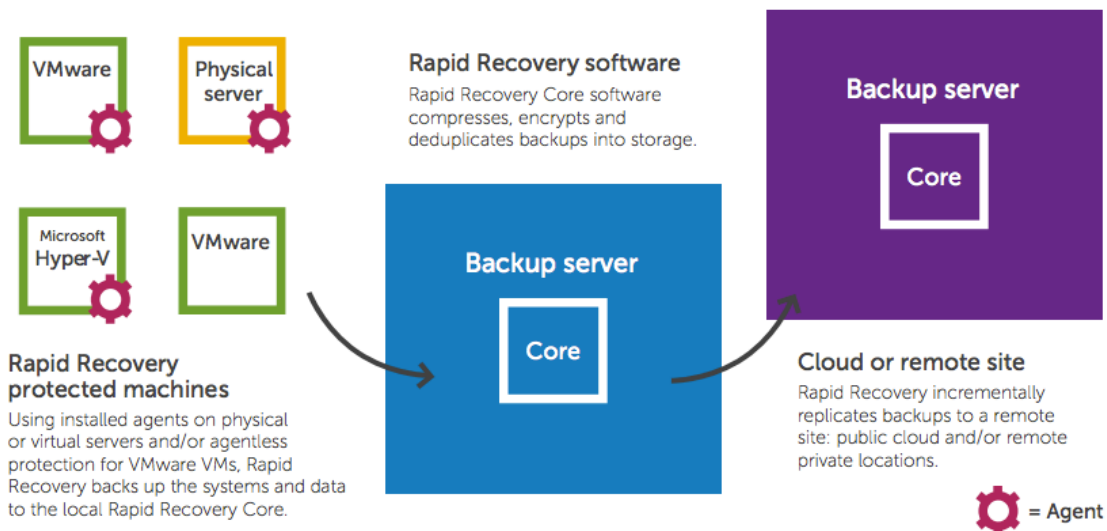 VMware
Physical
server
Microsoft
Hyper-V
VMware
Rapid Recovery
protected machines
Using installed agents on physical
or virtual servers and/or agentless
protection for VMware VMs, Rapid
Recovery backs up the systems and data
to the local Rapid Recovery Core.
Rapid Recovery software
Rapid Recovery Core software
compresses, encrypts and
deduplicates backups into storage.
Backup server
Core
Backup server
Core
Cloud or remote site
Rapid Recovery incrementally
replicates backups to a remote
site: public cloud and/or remote
private locations.
= Agent